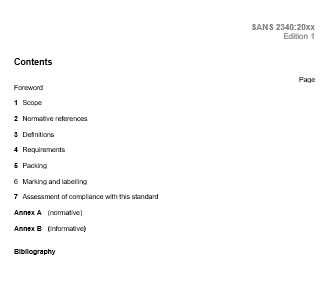 SANS 2340:20xx
Edition 1
Contents
Page
Foreword
1 Scope
2 Normative references
3 Definitions
4 Requirements
5 Packing
6 Marking and labelling
7 Assessment of compliance with this standard
Annex A (normative)
Annex B (Informative)
Bibliography